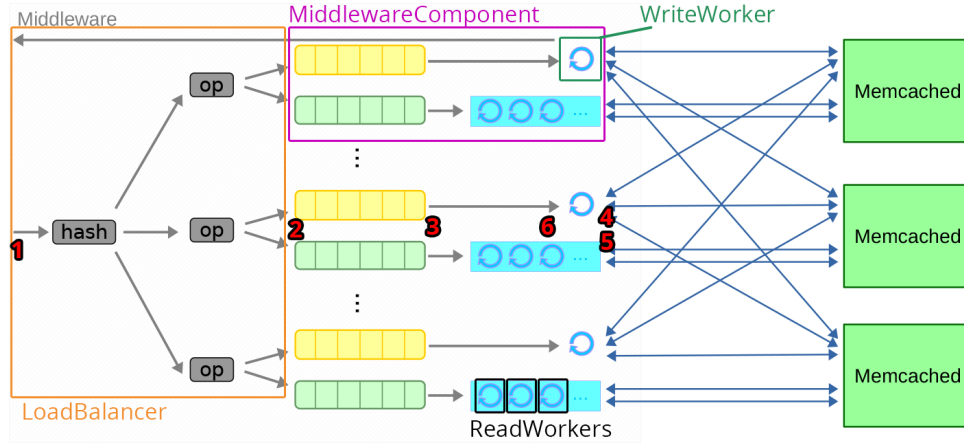 Middleware
MiddlewareComponent
WriteWorker
op
Memcached
...
...
hash
op
1
2
3
6
4
5
...
Memcached
...
op
Memcached
...
LoadBalancer
ReadWorkers